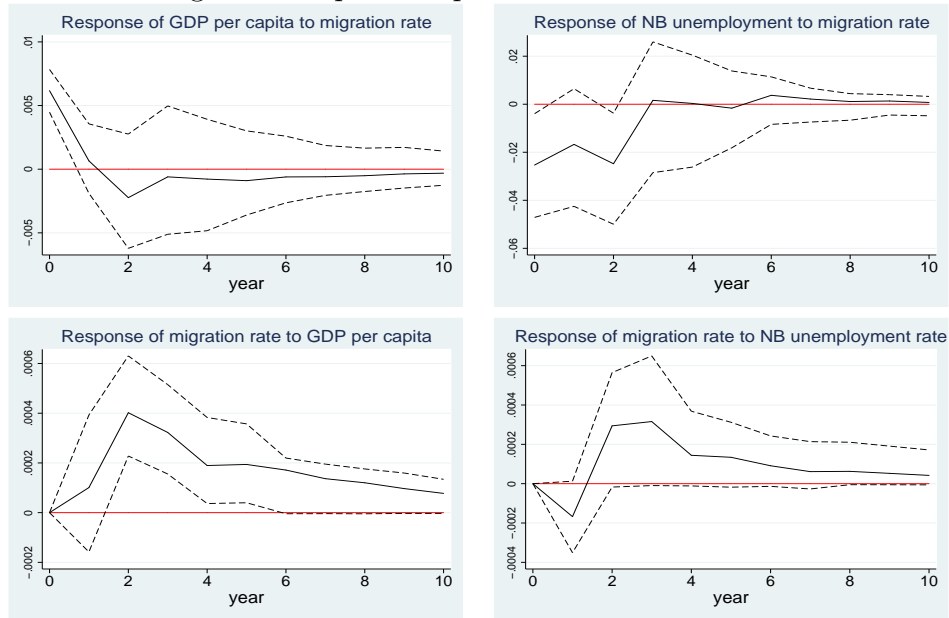 Response of GDP per capita to migration rate
.01
.005
0
-.005
0 2 4 6 8 10
year
Response of NB unemployment to migration rate
.02
0
-.02
-.04
-.06
0 2 4 6 8 10
year
Response of migration rate to GDP per capita
.0006
.0004
.0002
0
-.0002
0 2 4 6 8 10
year
Response of migration rate to NB unemployment rate
.0006
.0004
.0002
0
-.0002
-.0004
0 2 4 6 8 10
year